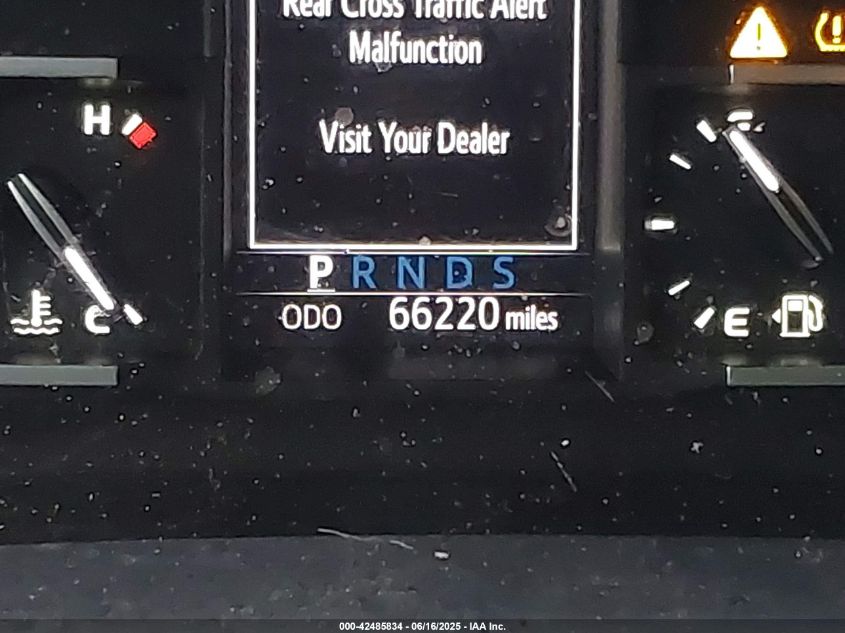 Rear Cross Traffic Alert
Malfunction
Visit Your Dealer
H
C
E
P R N D S
ODO 66220 miles
000-42485834 - 06/16/2025 - IAA Inc.